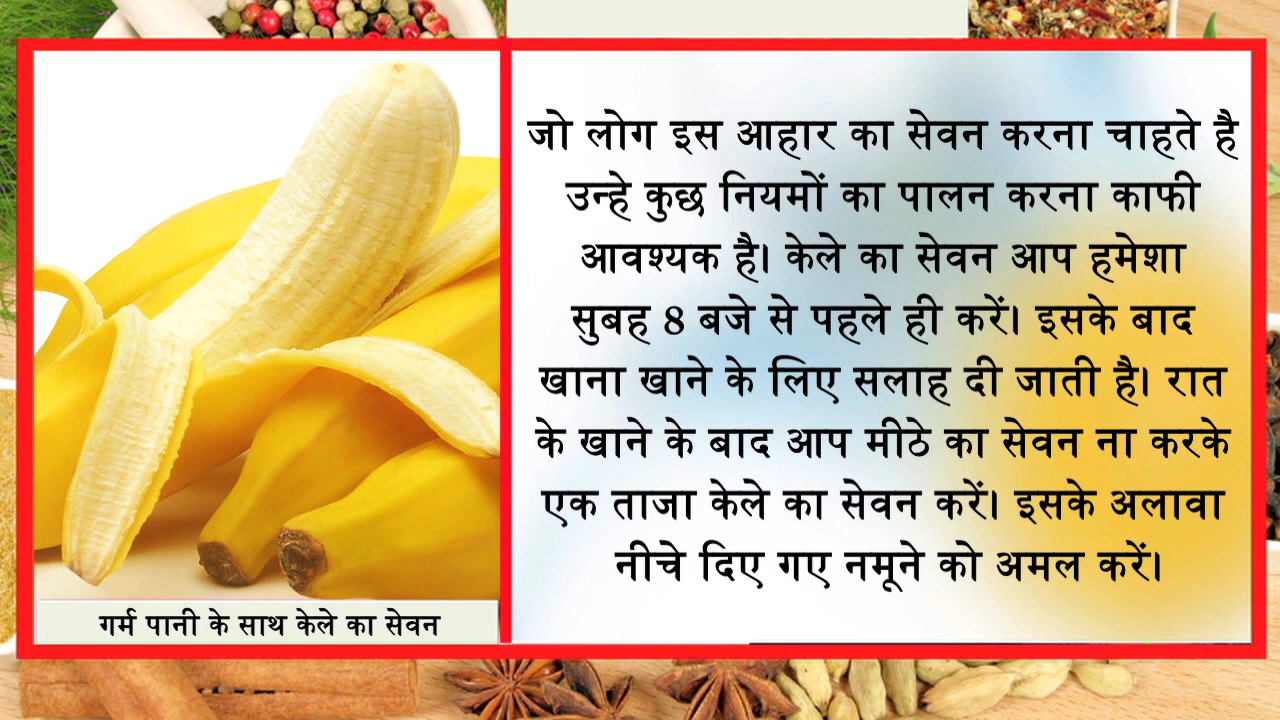 जो लोग इस आहार का सेवन करना चाहते है
उन्हे कुछ नियमों का पालन करना काफी
आवश्यक है। केले का सेवन आप हमेशा
सुबह 8 बजे से पहले ही करें। इसके बाद
खाना खाने के लिए सलाह दी जाती है। रात
के खाने के बाद आप मीठे का सेवन ना करके
एक ताजा केले का सेवन करें। इसके अलावा
नीचे दिए गए नमूने को अमल करें।
गर्म पानी के साथ केले का सेवन